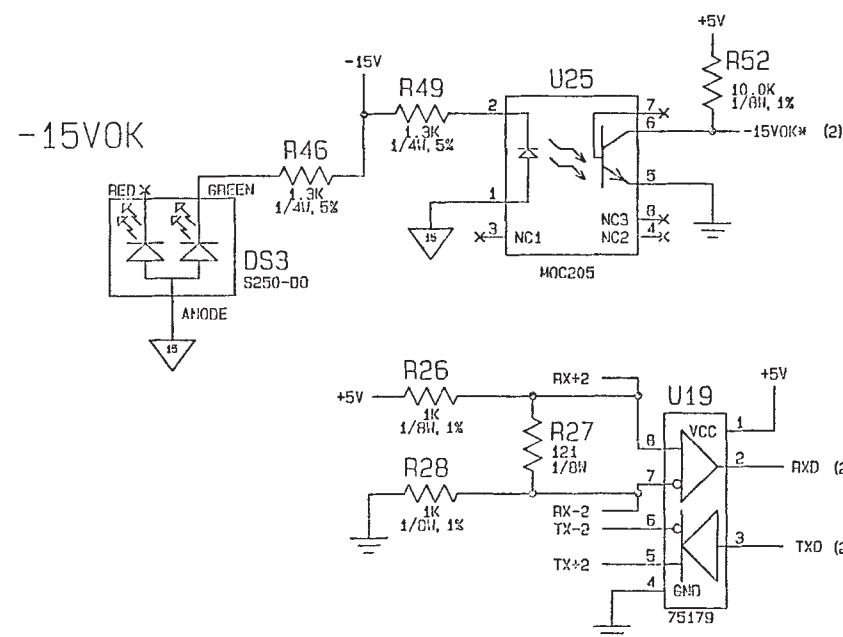 +5V
R52
10.0K
1/8W, 1%
-15V
R49
1.3K
1/4W, 5%
U25
2
7
6
-15VOK* (2)
-15VOK
R46
1.3K
1/4W, 5%
RED
GREEN
1
5
15
3
NC1
NC3
8
NC2
4
DS3
S250-DO
MOC205
ANODE
15
R26
+5V
1K
1/8W, 1%
RX+2
U19
+5V
1
VCC
R27
121
1/8W
8
2
RXD (2
R28
1K
1/8W, 1%
7
RX-2
TX-2
6
3
TXD (2
TX+2
5
4
GND
75179